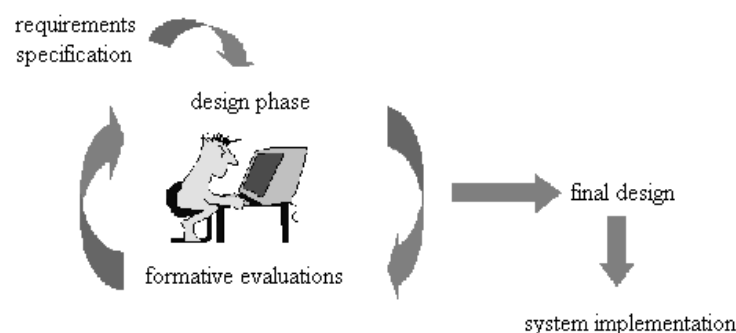 requirements
specification
design phase
formative evaluations
final design
system implementation